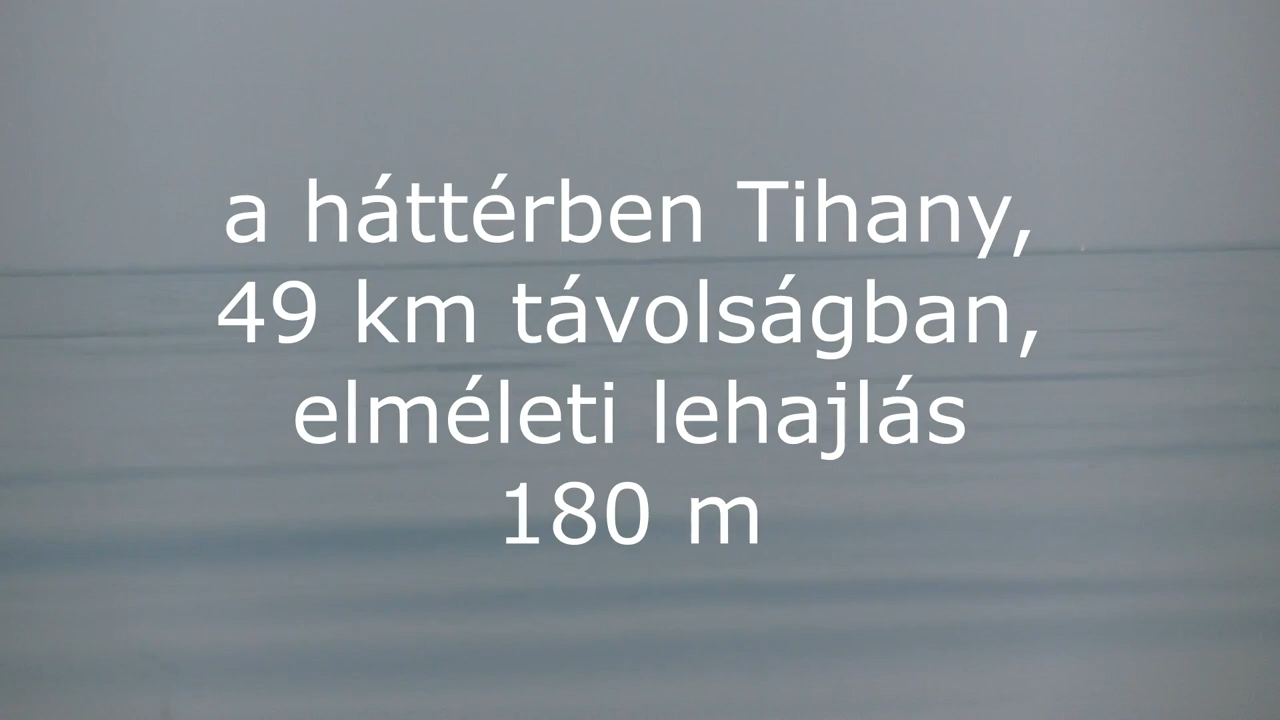 a háttérben Tihany,
49 km távolságban,
elméleti lehajlás
180 m